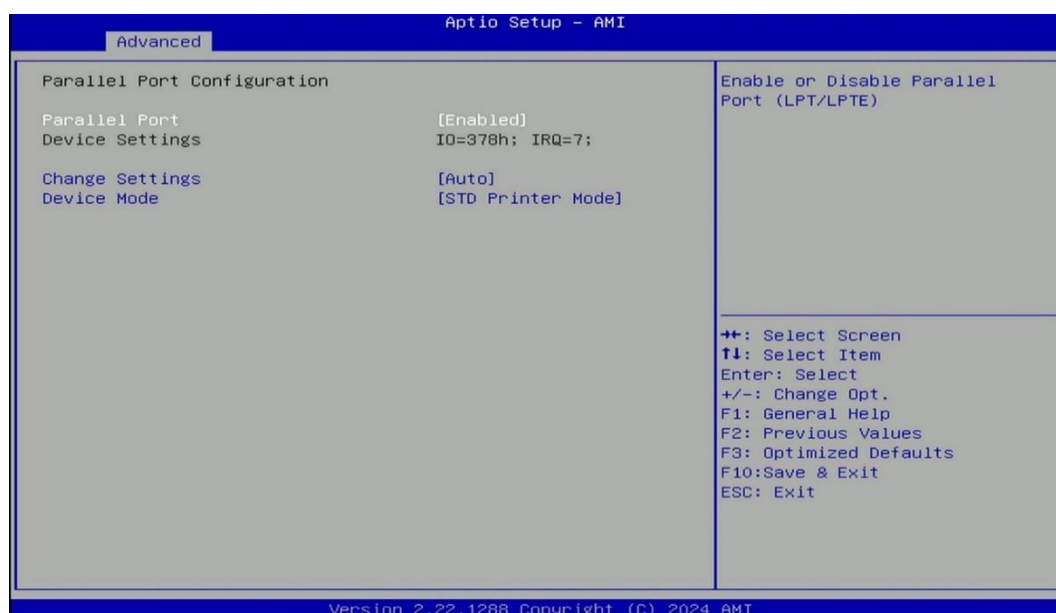 Aptio Setup – AMI
Advanced
Parallel Port Configuration
Parallel Port [Enabled]
Device Settings IO=378h; IRQ=7;
Change Settings [Auto]
Device Mode [STD Printer Mode]
Enable or Disable Parallel
Port (LPT/LPTE)
→←: Select Screen
↑↓: Select Item
Enter: Select
+/-: Change Opt.
F1: General Help
F2: Previous Values
F3: Optimized Defaults
F10:Save & Exit
ESC: Exit
Version 2.22.1288 Copyright (C) 2024 AMI